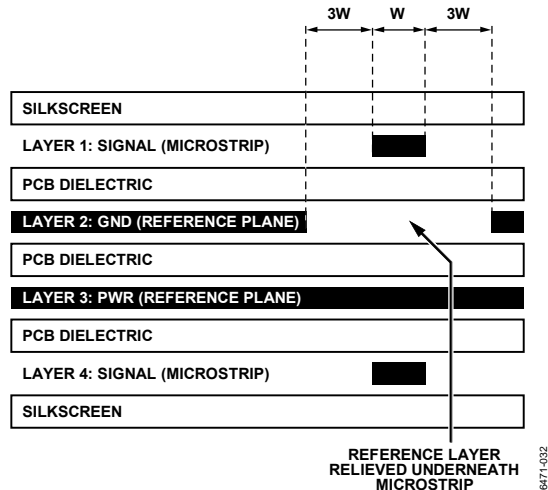 3W W 3W
SILKSCREEN
LAYER 1: SIGNAL (MICROSTRIP)
PCB DIELECTRIC
LAYER 2: GND (REFERENCE PLANE)
PCB DIELECTRIC
LAYER 3: PWR (REFERENCE PLANE)
PCB DIELECTRIC
LAYER 4: SIGNAL (MICROSTRIP)
SILKSCREEN
REFERENCE LAYER
RELIEVED UNDERNEATH
MICROSTRIP
6471-032